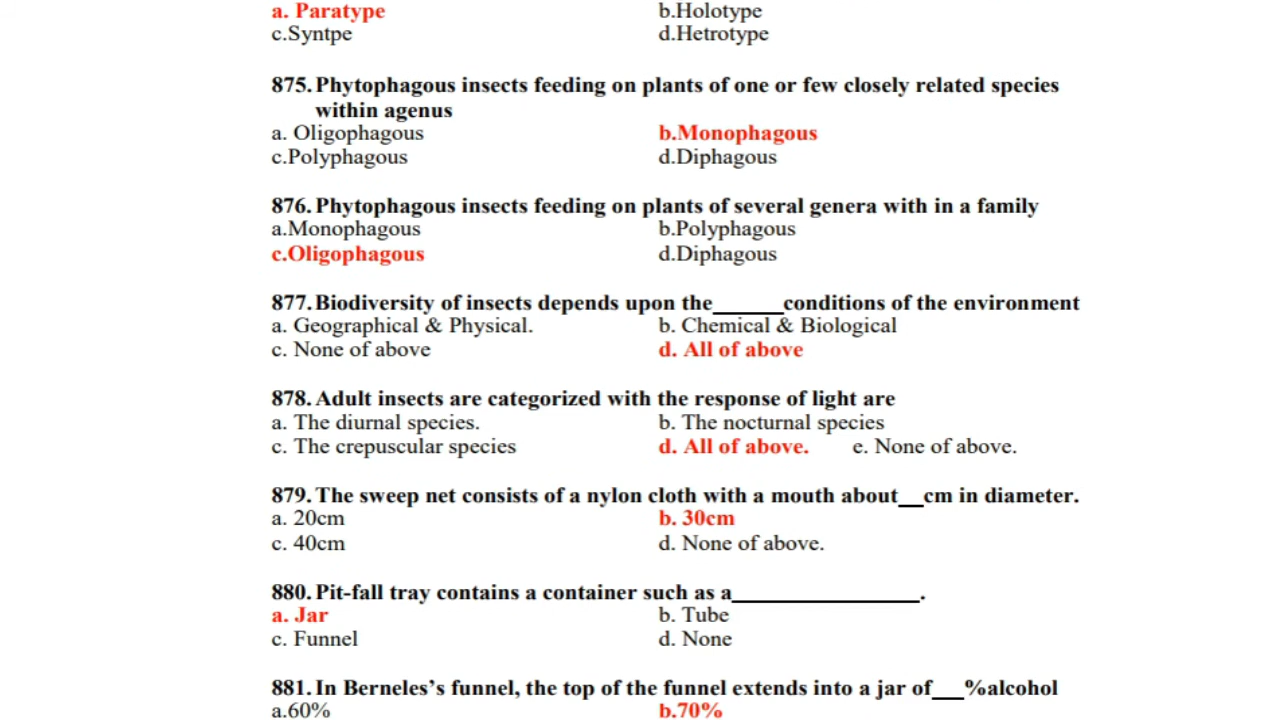 a. Paratype b.Holotype
c.Syntpe d.Hetrotype
875. Phytophagous insects feeding on plants of one or few closely related species
within agenus
a. Oligophagous b.Monophagous
c.Polyphagous d.Diphagous
876. Phytophagous insects feeding on plants of several genera with in a family
a.Monophagous b.Polyphagous
c.Oligophagous d.Diphagous
877. Biodiversity of insects depends upon the______conditions of the environment
a. Geographical & Physical. b. Chemical & Biological
c. None of above d. All of above
878. Adult insects are categorized with the response of light are
a. The diurnal species. b. The nocturnal species
c. The crepuscular species d. All of above. e. None of above.
879. The sweep net consists of a nylon cloth with a mouth about__cm in diameter.
a. 20cm b. 30cm
c. 40cm d. None of above.
880. Pit-fall tray contains a container such as a________________.
a. Jar b. Tube
c. Funnel d. None
881. In Berneles’s funnel, the top of the funnel extends into a jar of___%alcohol
a.60% b.70%